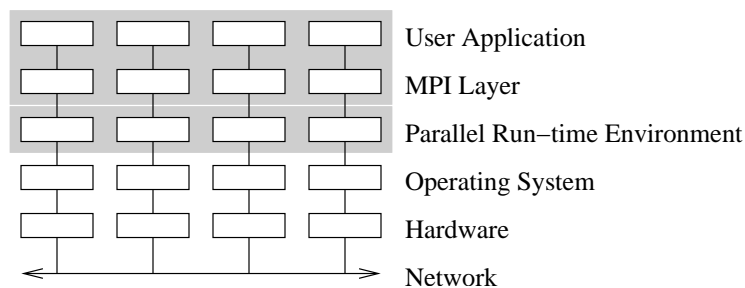 User Application
MPI Layer
Parallel Run−time Environment
Operating System
Hardware
Network